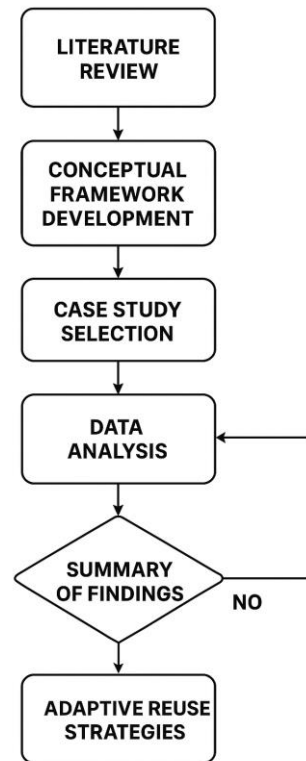 LITERATURE
REVIEW
CONCEPTUAL
FRAMEWORK
DEVELOPMENT
CASE STUDY
SELECTION
DATA
ANALYSIS
SUMMARY
OF FINDINGS
NO
ADAPTIVE REUSE
STRATEGIES